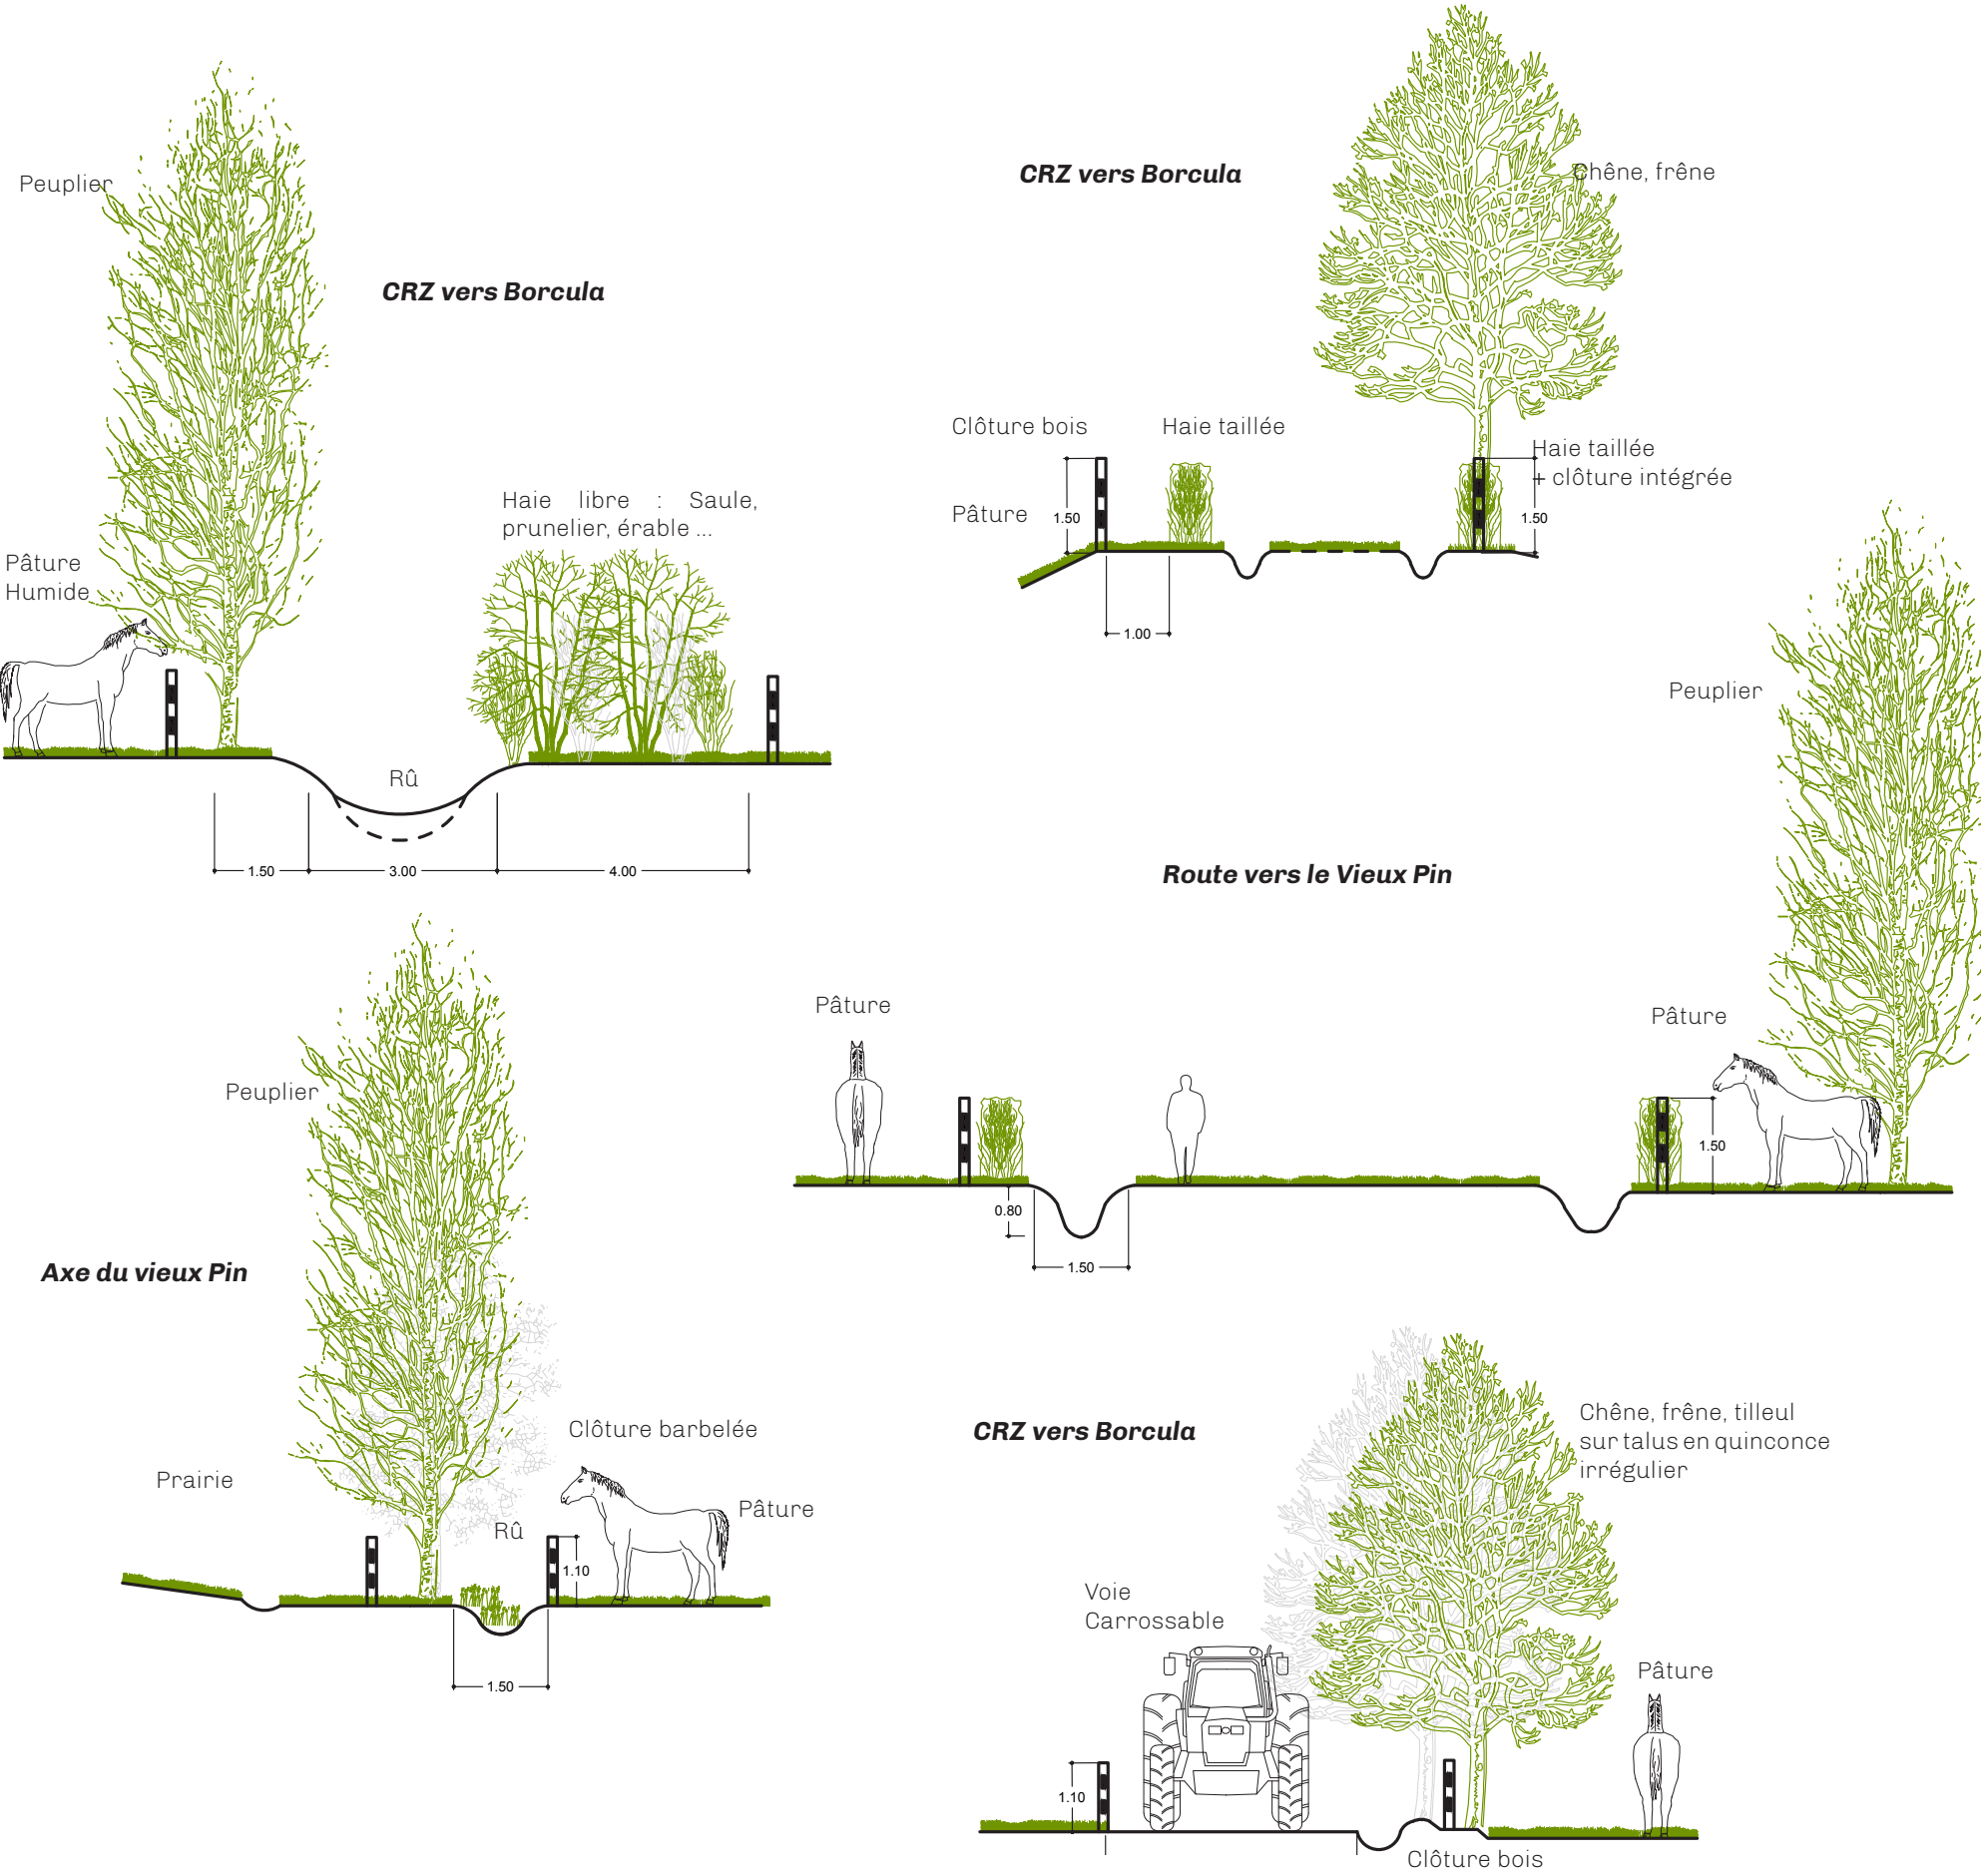 Peuplier
CRZ vers Borcula
Haie libre : Saule,
prunelier, érable ...
Pâture
Humide
Rû
1.50
3.00
4.00
CRZ vers Borcula
Chêne, frêne
Clôture bois
Haie taillée
Haie taillée
+ clôture intégrée
Pâture
1.50
1.50
1.00
Peuplier
Route vers le Vieux Pin
Pâture
Pâture
1.50
0.80
1.50
Peuplier
Axe du vieux Pin
Clôture barbelée
Prairie
Rû
Pâture
1.10
1.50
CRZ vers Borcula
Chêne, frêne, tilleul
sur talus en quinconce
irrégulier
Voie
Carrossable
Pâture
1.10
Clôture bois